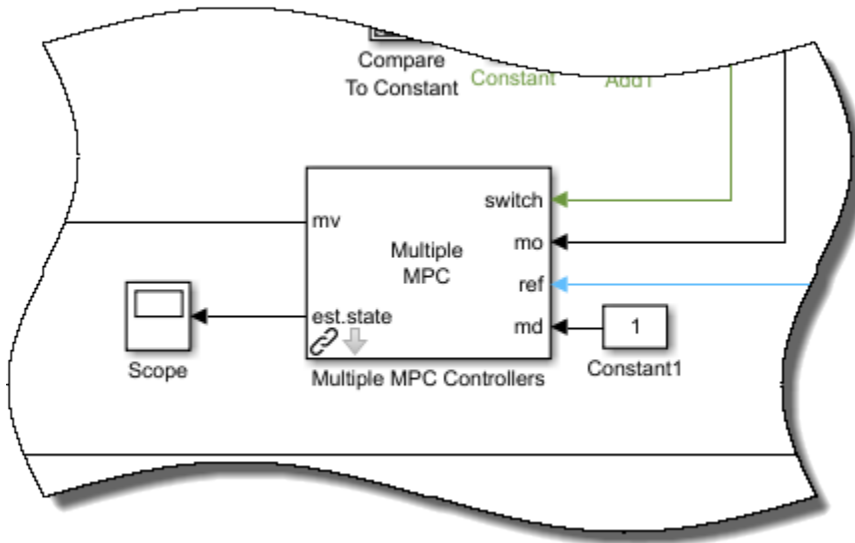 Compare
To Constant
Constant
Add1
switch
mv
mo
Multiple
MPC
ref
est.state
md
1
Scope
Multiple MPC Controllers
Constant1